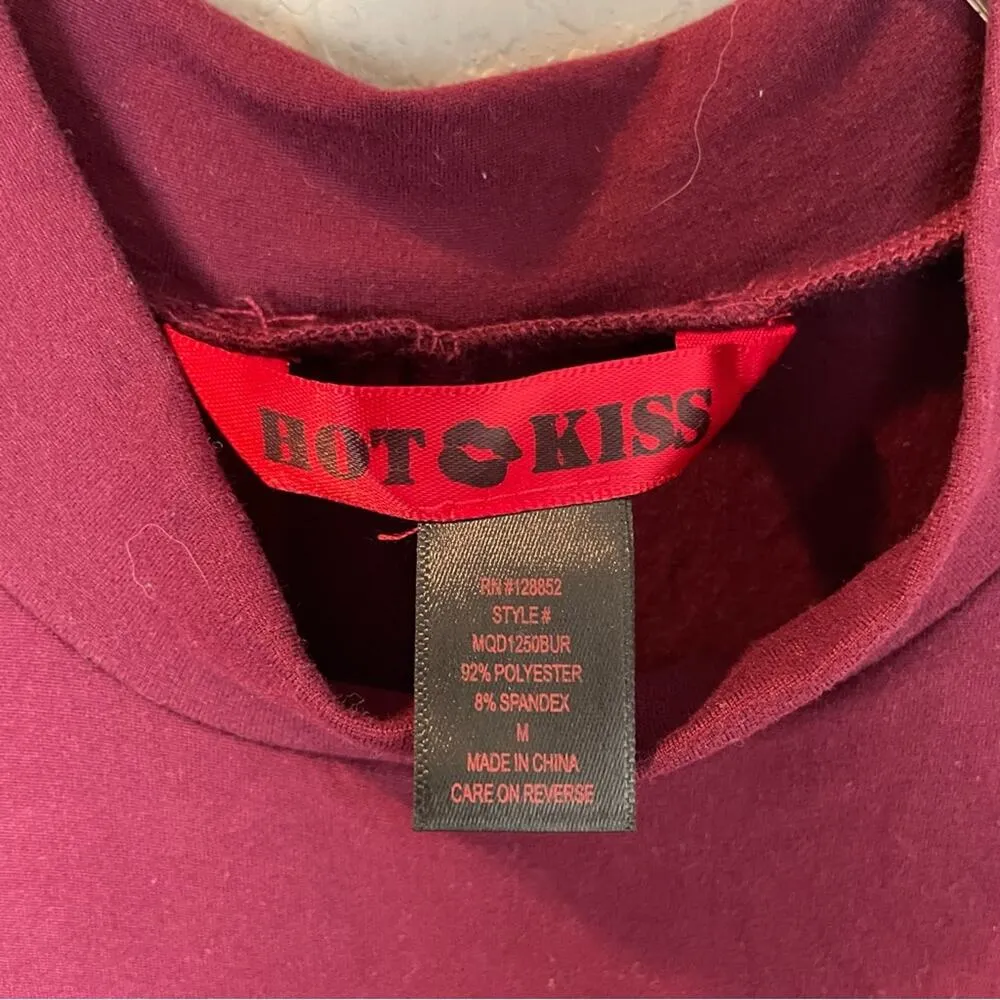 HOT KISS
RN #128852
STYLE #
MQD1250BUR
92% POLYESTER
8% SPANDEX
M
MADE IN CHINA
CARE ON REVERSE